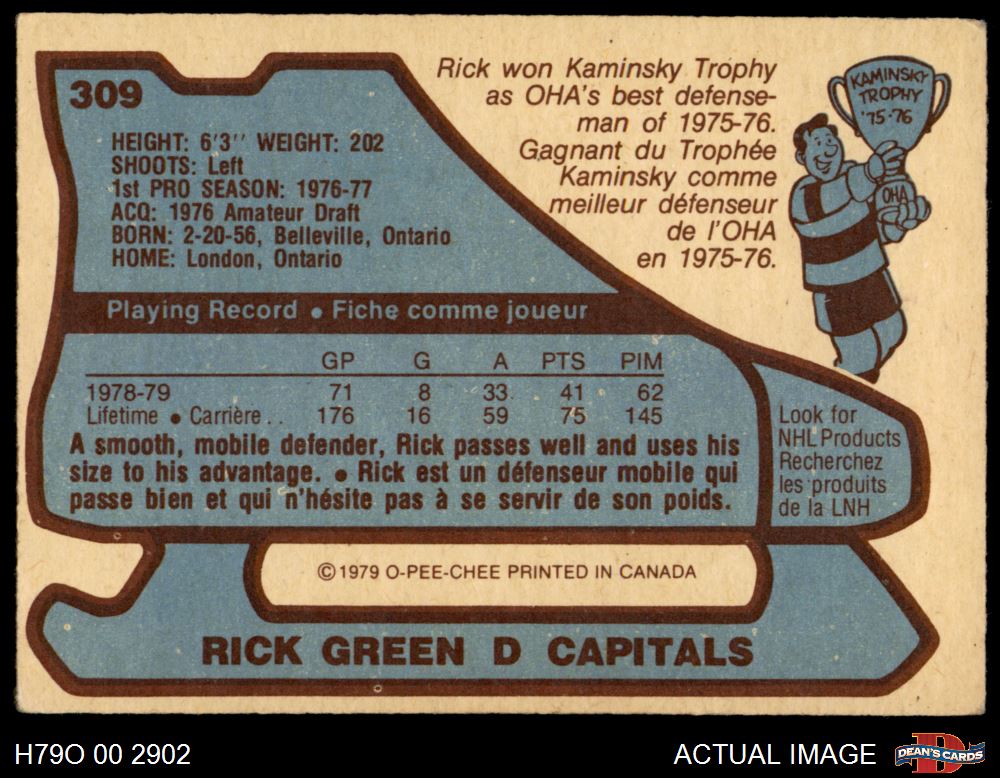 309
HEIGHT: 6'3'' WEIGHT: 202
SHOOTS: Left
1st PRO SEASON: 1976-77
ACQ: 1976 Amateur Draft
BORN: 2-20-56, Belleville, Ontario
HOME: London, Ontario
Rick won Kaminsky Trophy
as OHA's best defense-
man of 1975-76.
Gagnant du Trophée
Kaminsky comme
meilleur défenseur
de l'OHA
en 1975-76.
KAMINSKY
TROPHY
'75-76
OHA
Playing Record • Fiche comme joueur
GP G A PTS PIM
1978-79 71 8 33 41 62
Lifetime • Carrière . . 176 16 59 75 145
A smooth, mobile defender, Rick passes well and uses his
size to his advantage. • Rick est un défenseur mobile qui
passe bien et qui n'hésite pas à se servir de son poids.
Look for
NHL Products
Recherchez
les produits
de la LNH
©1979 O-PEE-CHEE PRINTED IN CANADA
RICK GREEN D CAPITALS
H79O 00 2902
ACTUAL IMAGE
D
DEAN'S CARDS